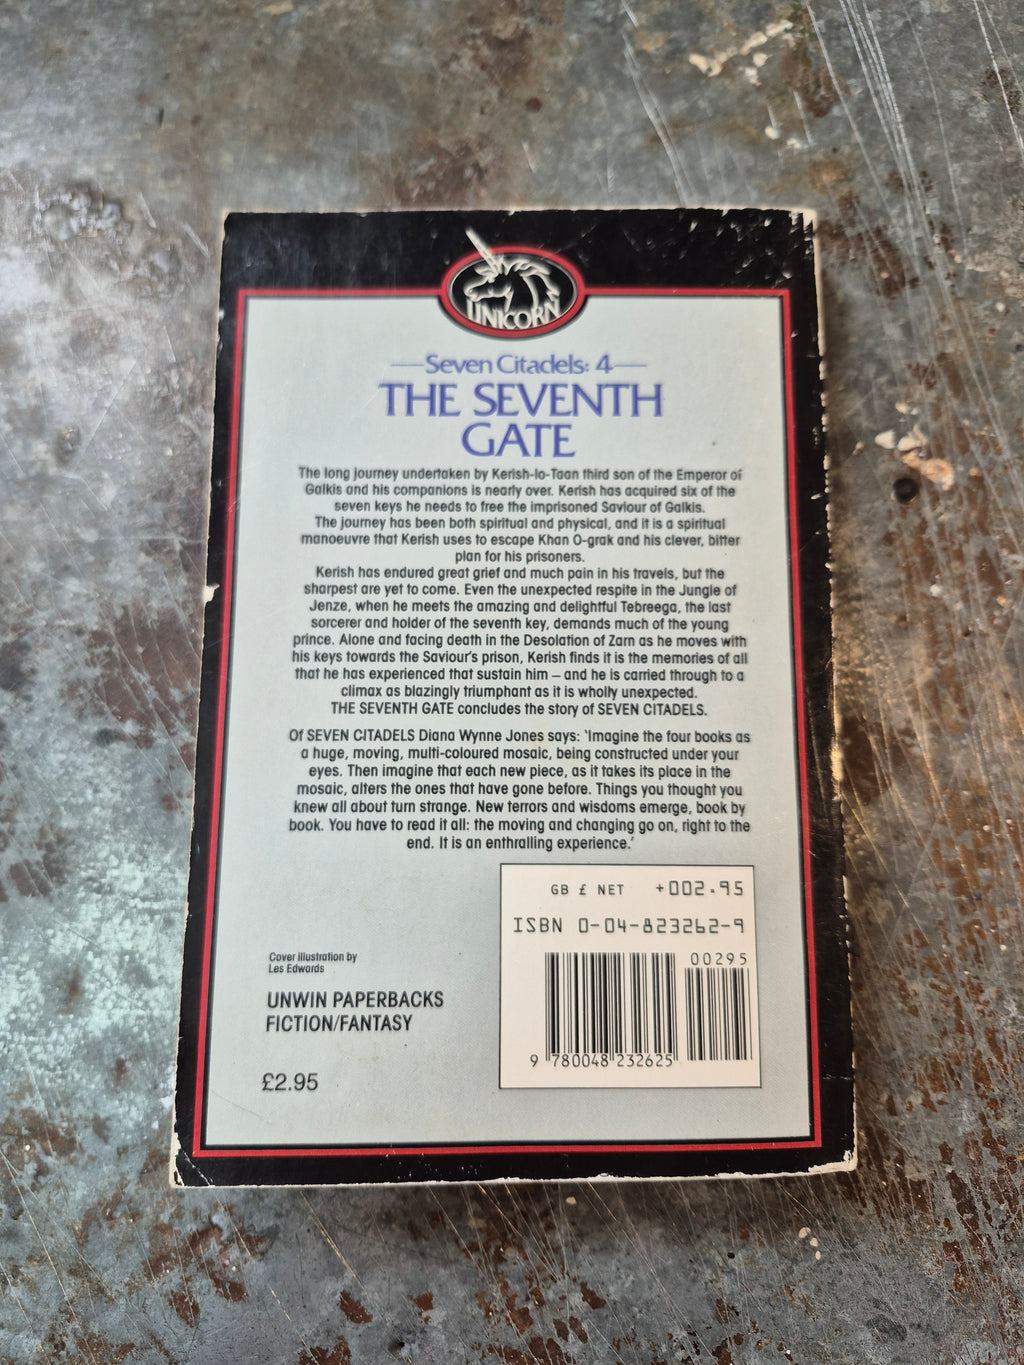 UNICORN
Seven Citadels: 4
THE SEVENTH
GATE
The long journey undertaken by Kerish-lo-Taan third son of the Emperor of
Galkis and his companions is nearly over. Kerish has acquired six of the
seven keys he needs to free the imprisoned Saviour of Galkis.
The journey has been both spiritual and physical, and it is a spiritual
manoeuvre that Kerish uses to escape Khan O-grak and his clever, bitter
plan for his prisoners.
Kerish has endured great grief and much pain in his travels, but the
sharpest are yet to come. Even the unexpected respite in the Jungle of
Jenze, when he meets the amazing and delightful Tebreega, the last
sorcerer and holder of the seventh key, demands much of the young
prince. Alone and facing death in the Desolation of Zarn as he moves with
his keys towards the Saviour's prison, Kerish finds it is the memories of all
that he has experienced that sustain him – and he is carried through to a
climax as blazingly triumphant as it is wholly unexpected.
THE SEVENTH GATE concludes the story of SEVEN CITADELS.
Of SEVEN CITADELS Diana Wynne Jones says: 'Imagine the four books as
a huge, moving, multi-coloured mosaic, being constructed under your
eyes. Then imagine that each new piece, as it takes its place in the
mosaic, alters the ones that have gone before. Things you thought you
knew all about turn strange. New terrors and wisdoms emerge, book by
book. You have to read it all: the moving and changing go on, right to the
end. It is an enthralling experience.'
GB £ NET +002.95
ISBN 0-04-823262-9
00295
9 780048 232625
Cover illustration by
Les Edwards
UNWIN PAPERBACKS
FICTION/FANTASY
£2.95